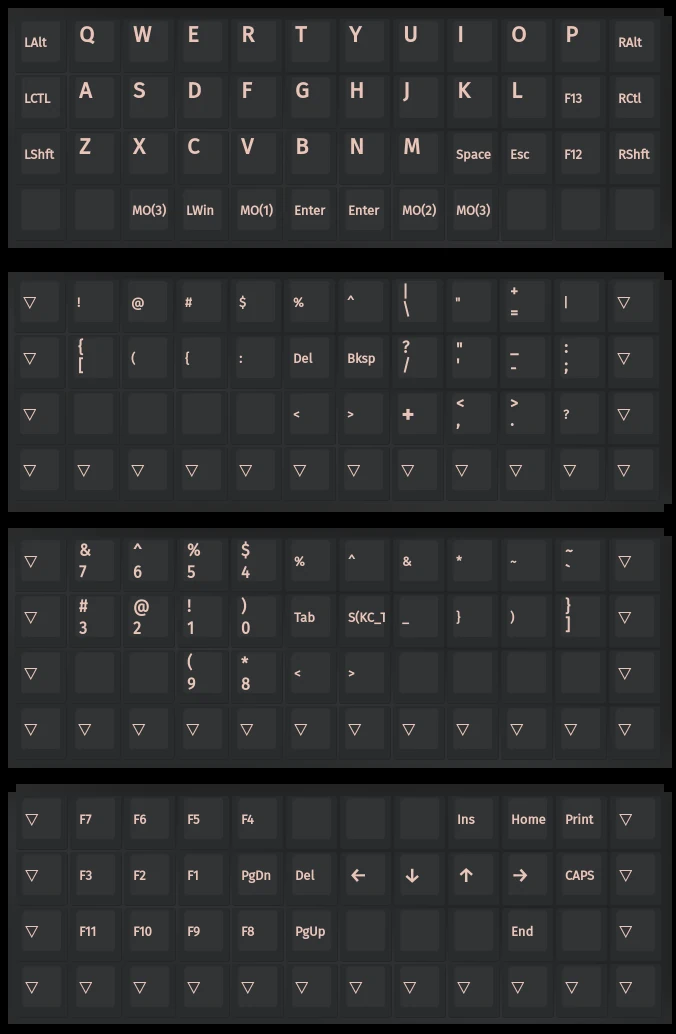 LAlt Q W E R T Y U I O P RAlt
LCTL A S D F G H J K L F13 RCtl
LShft Z X C V B N M Space Esc F12 RShft
MO(3) LWin MO(1) Enter Enter MO(2) MO(3)
▽ ! @ # $ % ^ | \ " + = | ▽
▽ { [ ( { : Del Bksp ? / " ' _ - : ; ▽
▽ < > + < , > . ? ▽
▽ ▽ ▽ ▽ ▽ ▽ ▽ ▽ ▽ ▽ ▽ ▽
▽ & 7 ^ 6 % 5 $ 4 % ^ & * ~ ~ ` ▽
▽ # 3 @ 2 ! 1 ) 0 Tab S(KC_T _ } ) } ] ▽
▽ ( 9 * 8 < > ▽
▽ ▽ ▽ ▽ ▽ ▽ ▽ ▽ ▽ ▽ ▽ ▽
▽ F7 F6 F5 F4 Ins Home Print ▽
▽ F3 F2 F1 PgDn Del ← ↓ ↑ → CAPS ▽
▽ F11 F10 F9 F8 PgUp End ▽
▽ ▽ ▽ ▽ ▽ ▽ ▽ ▽ ▽ ▽ ▽ ▽